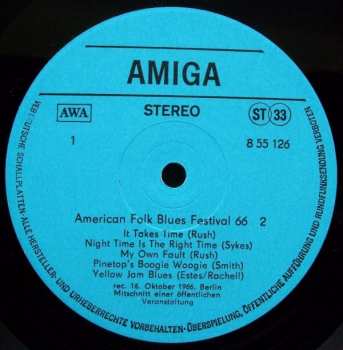 AMIGA
AWA
STEREO
ST 33
1
8 55 126
American Folk Blues Festival 66 2
It Takes Time (Rush)
Night Time Is The Right Time (Sykes)
My Own Fault (Rush)
Pinetop's Boogie Woogie (Smith)
Yellow Jam Blues (Estes/Rachell)
rec. 16. Oktober 1966, Berlin
Mitschnitt einer öffentlichen
Veranstaltung
VEB DEUTSCHE SCHALLPLATTEN·ALLE HERSTELLER- UND URHEBERRECHTE VORBEHALTEN·ÜBERSPIELUNG, ÖFFENTLICHE AUFFÜHRUNG UND RUNDFUNKSENDUNG VERBOTEN